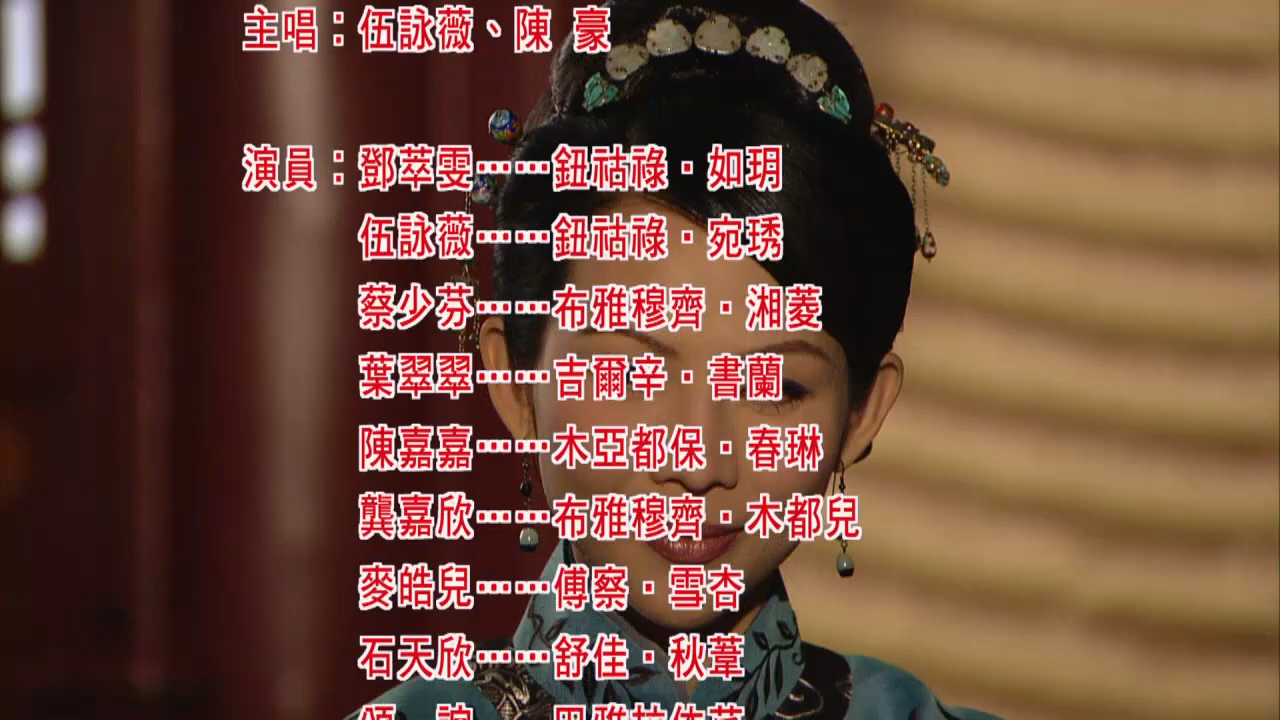 主唱：伍詠薇、陳 豪
演員：鄧萃雯……鈕祜祿．如玥
伍詠薇……鈕祜祿．宛琇
蔡少芬……布雅穆齊．湘菱
葉翠翠……吉爾辛．書蘭
陳嘉嘉……木亞都保．春琳
龔嘉欣……布雅穆齊．木都兒
麥皓兒……傅察．雪杏
石天欣……舒佳．秋葦